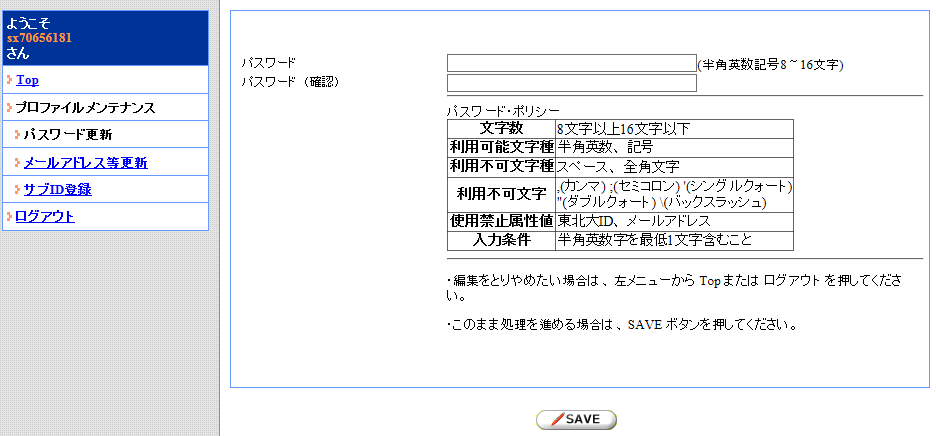 ようこそ
sx70656181
さん
Top
プロファイルメンテナンス
パスワード更新
メールアドレス等更新
サブID登録
ログアウト
パスワード (半角英数記号8～16文字)
パスワード（確認）
パスワード・ポリシー
文字数 8文字以上16文字以下
利用可能文字種 半角英数、記号
利用不可文字種 スペース、全角文字
利用不可文字 ,(カンマ) ;(セミコロン) '(シングルクォート)
"(ダブルクォート) \(バックスラッシュ)
使用禁止属性値 東北大ID、メールアドレス
入力条件 半角英数字を最低1文字含むこと
・編集をとりやめたい場合は、左メニューから Topまたは ログアウト を押してくださ
い。
・このまま処理を進める場合は、SAVE ボタンを押してください。
SAVE